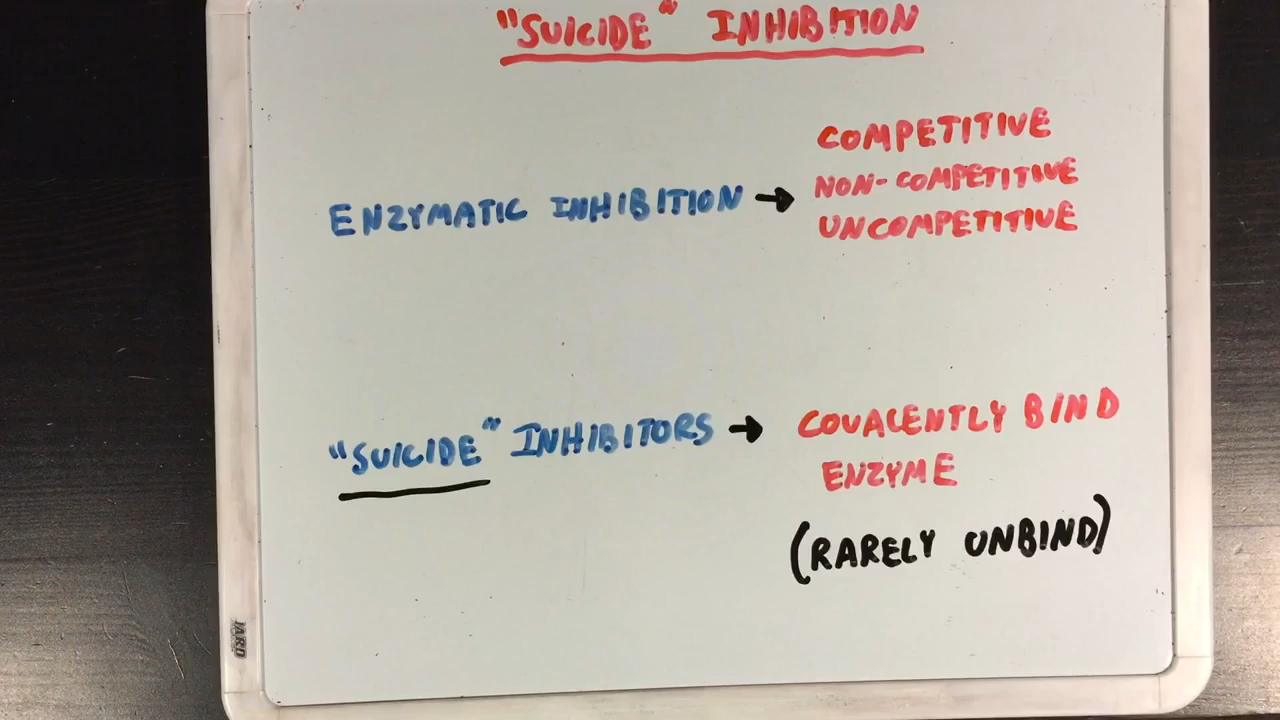 "SUICIDE" INHIBITION
ENZYMATIC INHIBITION → COMPETITIVE
NON-COMPETITIVE
UNCOMPETITIVE
"SUICIDE" INHIBITORS → COVALENTLY BIND
ENZYME
(RARELY UNBIND)